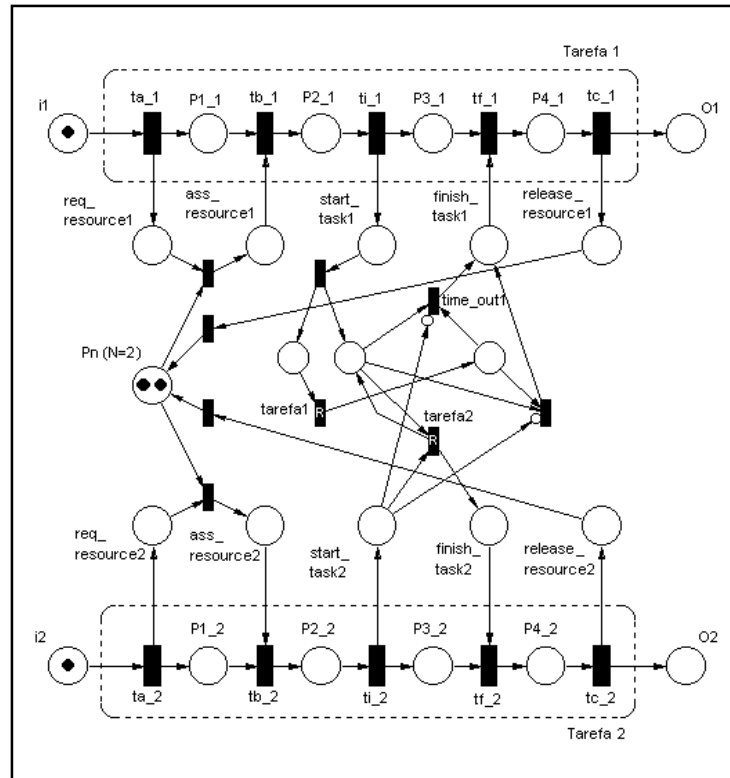 Tarefa 1
i1
ta_1
P1_1
tb_1
P2_1
ti_1
P3_1
tf_1
P4_1
tc_1
O1
req_
resource1
ass_
resource1
start_
task1
finish_
task1
release_
resource1
time_out1
Pn (N=2)
tarefa1
R
tarefa2
R
req_
resource2
ass_
resource2
start_
task2
finish_
task2
release_
resource2
i2
P1_2
P2_2
P3_2
P4_2
O2
ta_2
tb_2
ti_2
tf_2
tc_2
Tarefa 2